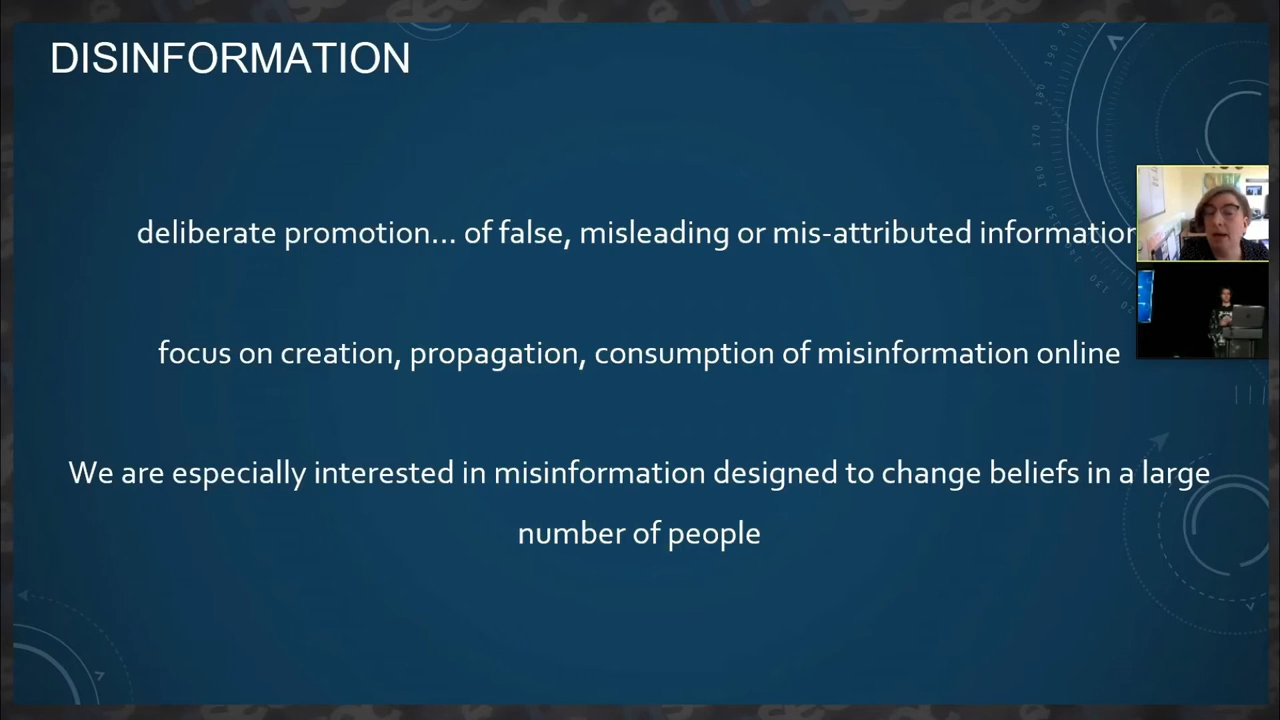 DISINFORMATION
deliberate promotion... of false, misleading or mis-attributed information
focus on creation, propagation, consumption of misinformation online
We are especially interested in misinformation designed to change beliefs in a large
number of people